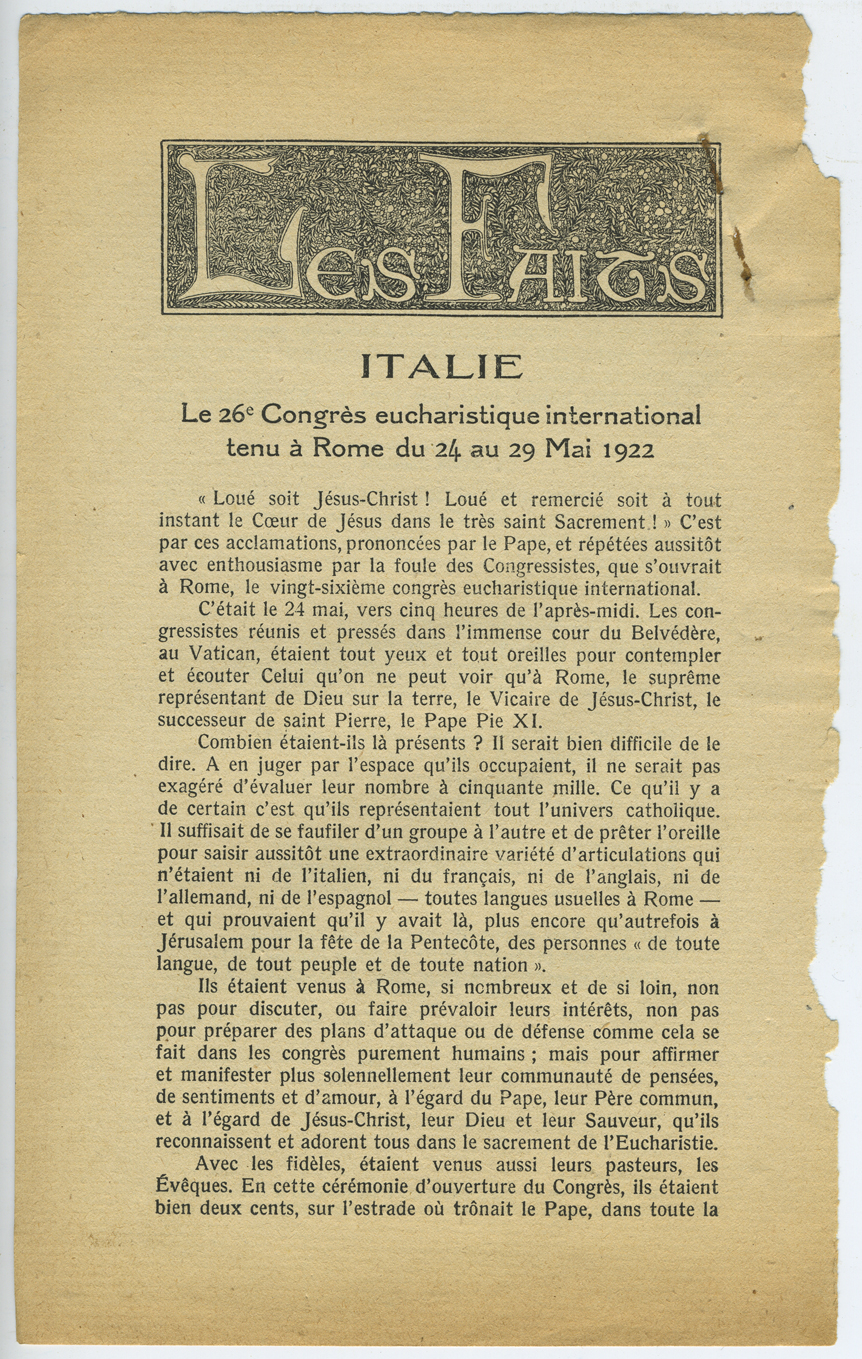 Les Faits
ITALIE
Le 26e Congrès eucharistique international
tenu à Rome du 24 au 29 Mai 1922
« Loué soit Jésus-Christ ! Loué et remercié soit à tout
instant le Cœur de Jésus dans le très saint Sacrement ! » C'est
par ces acclamations, prononcées par le Pape, et répétées aussitôt
avec enthousiasme par la foule des Congressistes, que s'ouvrait
à Rome, le vingt-sixième congrès eucharistique international.
C'était le 24 mai, vers cinq heures de l'après-midi. Les con-
gressistes réunis et pressés dans l'immense cour du Belvédère,
au Vatican, étaient tout yeux et tout oreilles pour contempler
et écouter Celui qu'on ne peut voir qu'à Rome, le suprême
représentant de Dieu sur la terre, le Vicaire de Jésus-Christ, le
successeur de saint Pierre, le Pape Pie XI.
Combien étaient-ils là présents ? Il serait bien difficile de le
dire. A en juger par l'espace qu'ils occupaient, il ne serait pas
exagéré d'évaluer leur nombre à cinquante mille. Ce qu'il y a
de certain c'est qu'ils représentaient tout l'univers catholique.
Il suffisait de se faufiler d'un groupe à l'autre et de prêter l'oreille
pour saisir aussitôt une extraordinaire variété d'articulations qui
n'étaient ni de l'italien, ni du français, ni de l'anglais, ni de
l'allemand, ni de l'espagnol — toutes langues usuelles à Rome —
et qui prouvaient qu'il y avait là, plus encore qu'autrefois à
Jérusalem pour la fête de la Pentecôte, des personnes « de toute
langue, de tout peuple et de toute nation ».
Ils étaient venus à Rome, si nombreux et de si loin, non
pas pour discuter, ou faire prévaloir leurs intérêts, non pas
pour préparer des plans d'attaque ou de défense comme cela se
fait dans les congrès purement humains ; mais pour affirmer
et manifester plus solennellement leur communauté de pensées,
de sentiments et d'amour, à l'égard du Pape, leur Père commun,
et à l'égard de Jésus-Christ, leur Dieu et leur Sauveur, qu'ils
reconnaissent et adorent tous dans le sacrement de l'Eucharistie.
Avec les fidèles, étaient venus aussi leurs pasteurs, les
Évêques. En cette cérémonie d'ouverture du Congrès, ils étaient
bien deux cents, sur l'estrade où trônait le Pape, dans toute la